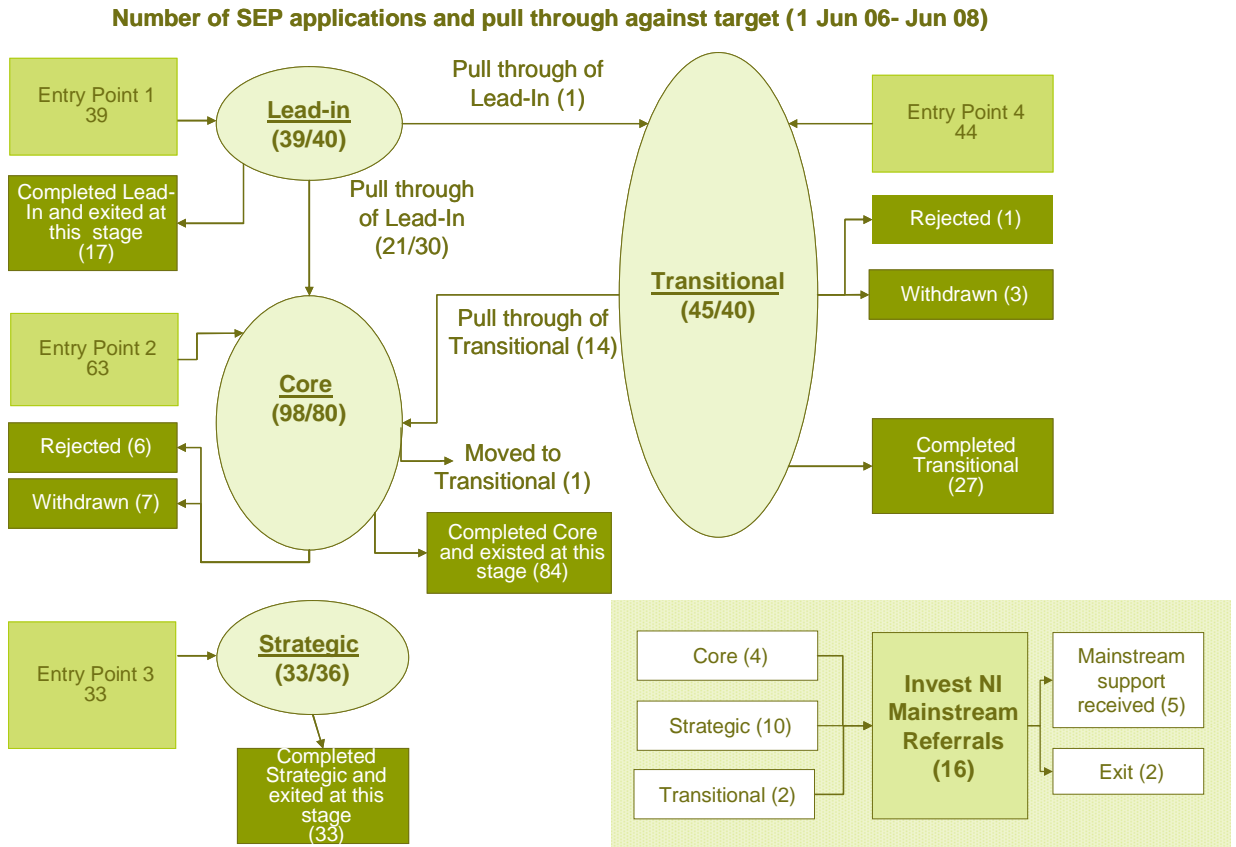 Number of SEP applications and pull through against target (1 Jun 06- Jun 08)
Entry Point 1
39
Lead-in
(39/40)
Pull through of
Lead-In (1)
Entry Point 4
44
Completed Lead-
In and exited at
this stage
(17)
Pull through
of Lead-In
(21/30)
Rejected (1)
Withdrawn (3)
Transitional
(45/40)
Entry Point 2
63
Pull through of
Transitional (14)
Core
(98/80)
Rejected (6)
Withdrawn (7)
Moved to
Transitional (1)
Completed
Transitional
(27)
Completed Core
and existed at this
stage (84)
Entry Point 3
33
Strategic
(33/36)
Completed
Strategic and
exited at this
stage
(33)
Core (4)
Strategic (10)
Transitional (2)
Invest NI
Mainstream
Referrals
(16)
Mainstream
support
received (5)
Exit (2)